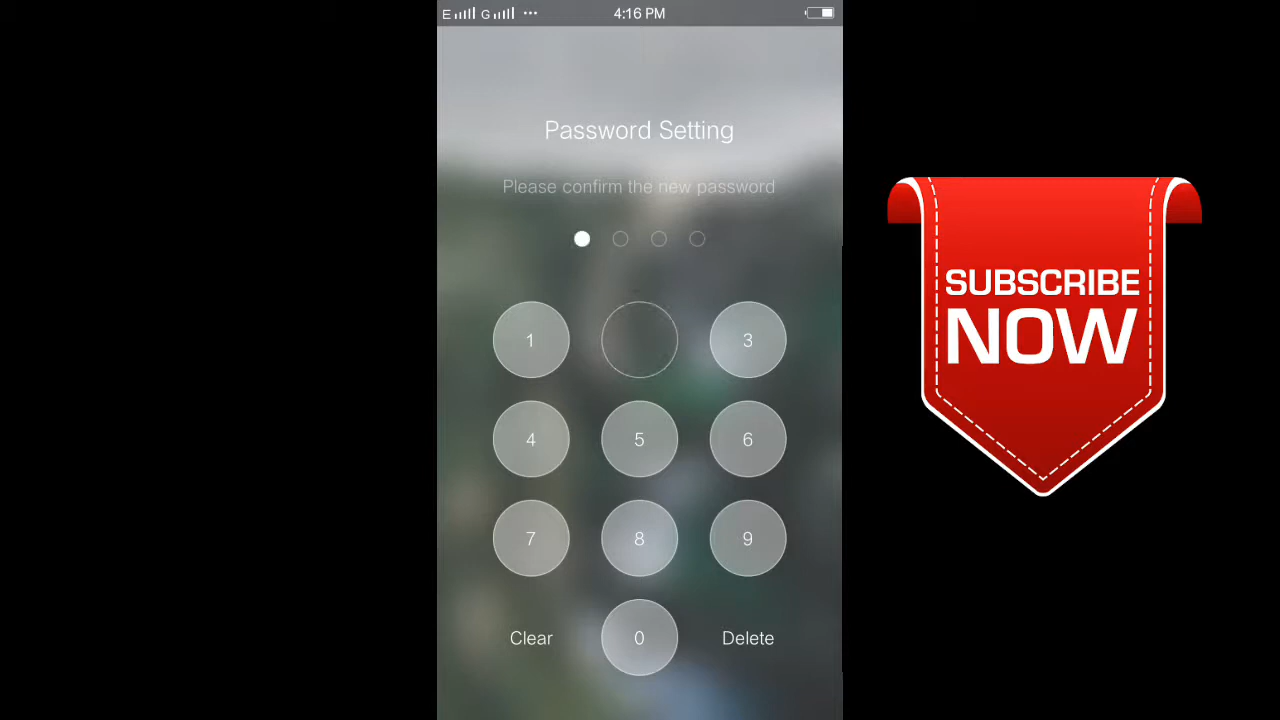 E G ••• 4:16 PM
Password Setting
Please confirm the new password
1 3
4 5 6
7 8 9
Clear 0 Delete
SUBSCRIBE
NOW